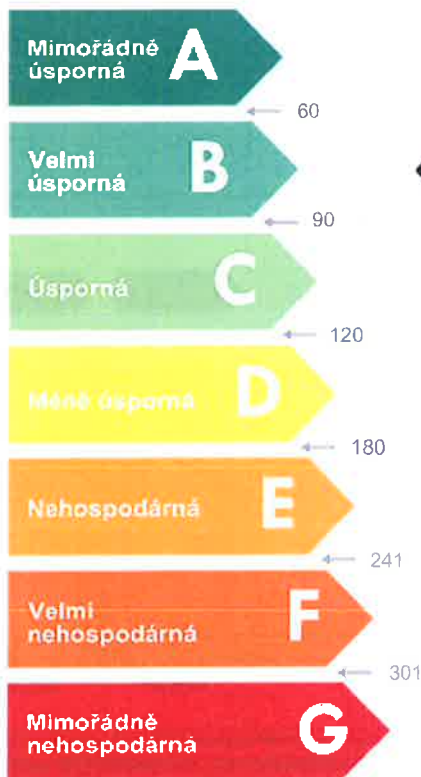 Mimořádně
úsporná
A
60
Velmi
úsporná
B
90
Úsporná
C
120
Méně úsporná
D
180
Nehospodárná
E
241
Velmi
nehospodárná
F
301
Mimořádně
nehospodárná
G